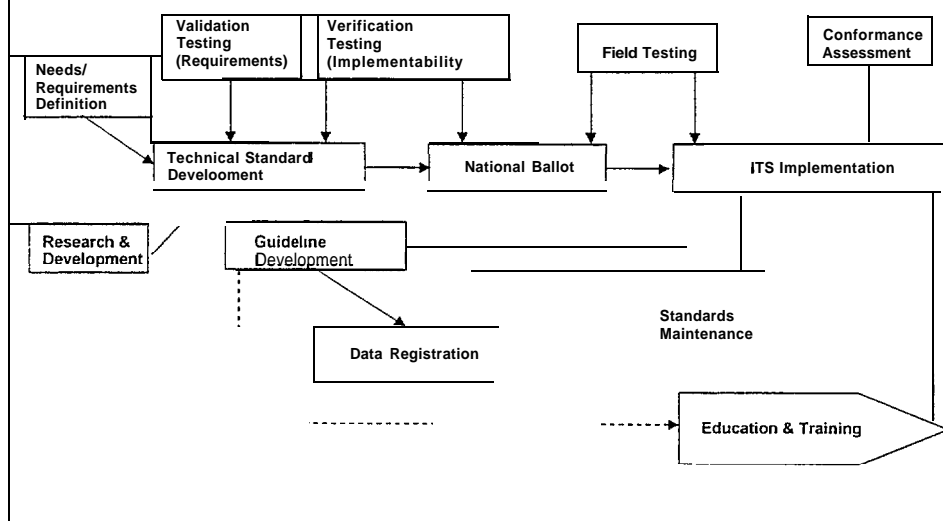 Validation
Testing
(Requirements)
Verification
Testing
(Implementability
Field Testing
Conformance
Assessment
Needs/
Requirements
Definition
Technical Standard
Develooment
National Ballot
ITS Implementation
Research &
Development
Guideline
Development
Standards
Maintenance
Data Registration
Education & Training